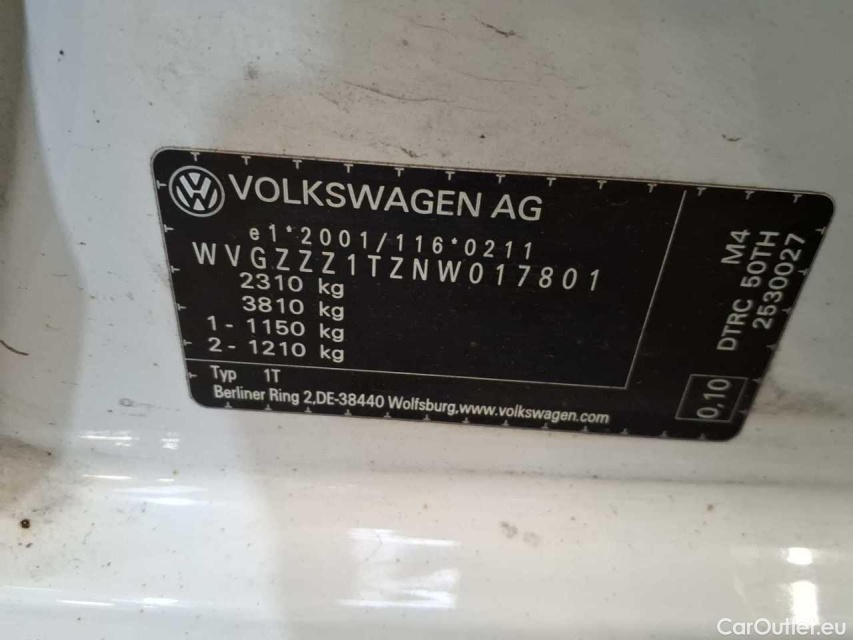 VOLKSWAGEN AG
e1*2001/116*0211
WVGZZZ1TZNW017801
2310 kg
3810 kg
1- 1150 kg
2- 1210 kg
Typ 1T
Berliner Ring 2,DE-38440 Wolfsburg,www.volkswagen.com
M4
DTRC 50TH
2530027
0,10
CarOutlet.eu